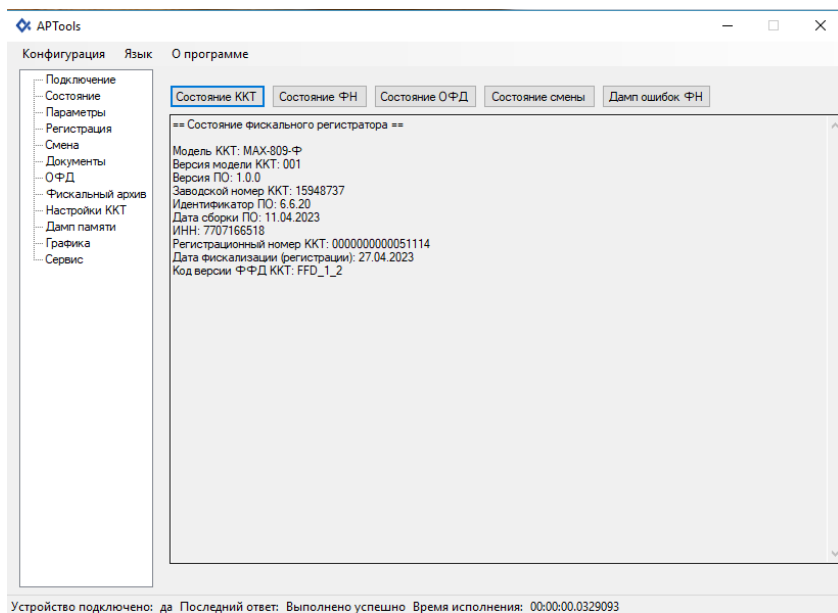 APTools
Конфигурация Язык О программе
Подключение
Состояние
Параметры
Регистрация
Смена
Документы
ОФД
Фискальный архив
Настройки ККТ
Дамп памяти
Графика
Сервис
Состояние ККТ Состояние ФН Состояние ОФД Состояние смены Дамп ошибок ФН
== Состояние фискального регистратора ==
Модель ККТ: MAX-809-Ф
Версия модели ККТ: 001
Версия ПО: 1.0.0
Заводской номер ККТ: 15948737
Идентификатор ПО: 6.6.20
Дата сборки ПО: 11.04.2023
ИНН: 7707166518
Регистрационный номер ККТ: 0000000000051114
Дата фискализации (регистрации): 27.04.2023
Код версии ФФД ККТ: FFD_1_2
Устройство подключено: да Последний ответ: Выполнено успешно Время исполнения: 00:00:00.0329093